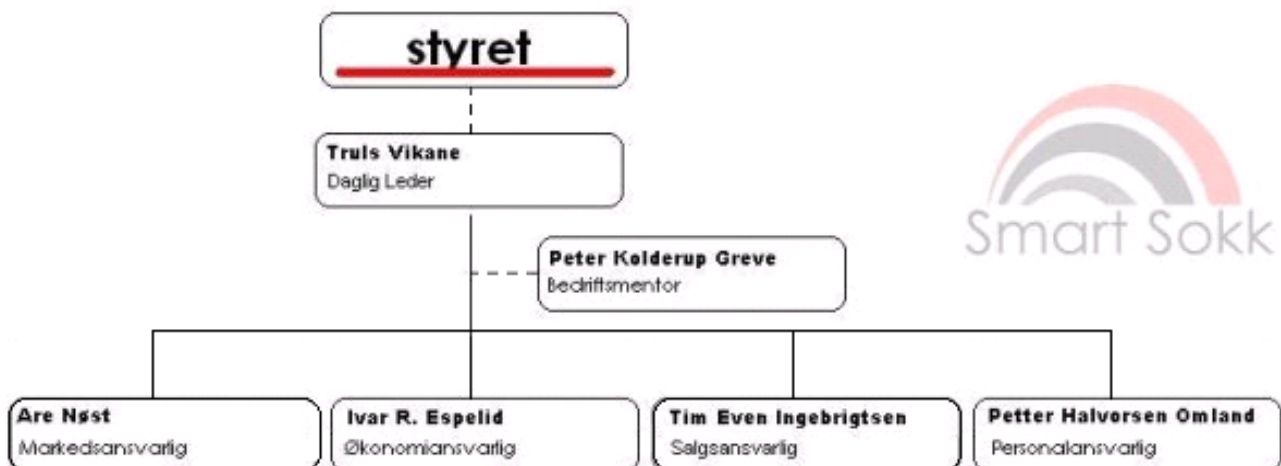 styret
Truls Vikane
Daglig Leder
Smart Sokk
Peter Kolderup Greve
Bedriftsmentor
Are Nøst
Markedsansvarlig
Ivar R. Espelid
Økonomiansvarlig
Tim Even Ingebrigtsen
Salgsansvarlig
Petter Halvorsen Omland
Personalansvarlig